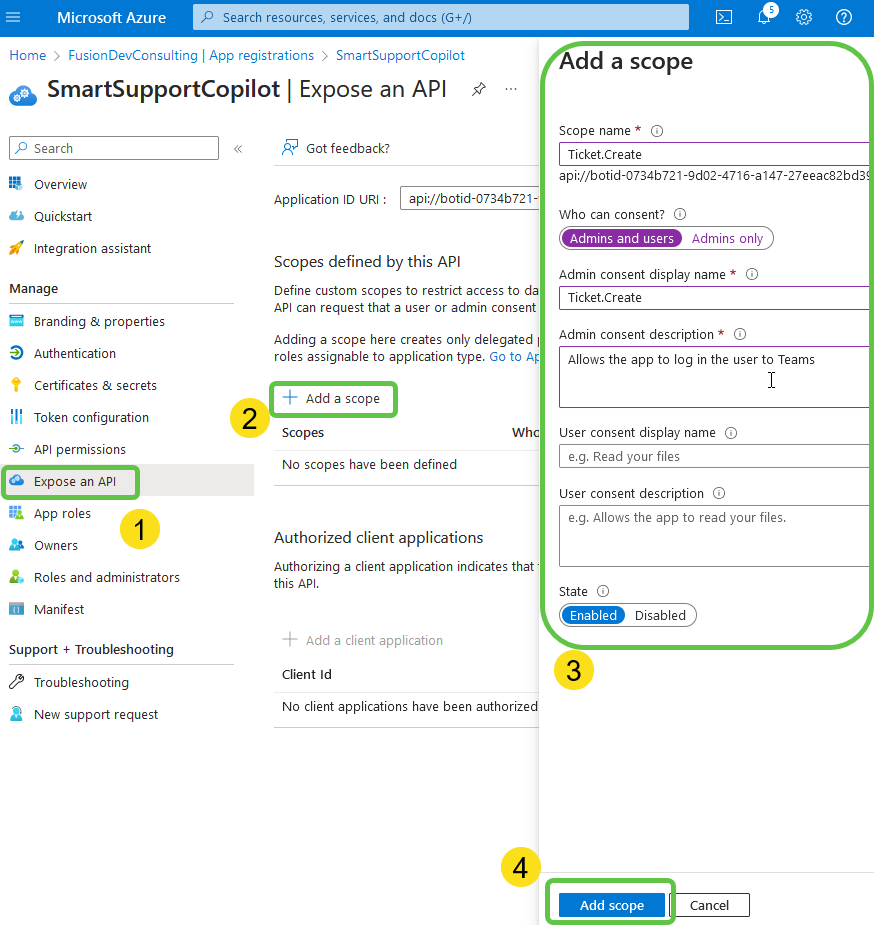 Microsoft Azure
Search resources, services, and docs (G+/)
5
Home > FusionDevConsulting | App registrations > SmartSupportCopilot
SmartSupportCopilot | Expose an API
...
Search
«
Overview
Quickstart
Integration assistant
Manage
Branding & properties
Authentication
Certificates & secrets
Token configuration
API permissions
Expose an API
1
App roles
Owners
Roles and administrators
Manifest
Support + Troubleshooting
Troubleshooting
New support request
Got feedback?
Application ID URI :
api://botid-0734b721-
Scopes defined by this API
Define custom scopes to restrict access to da
API can request that a user or admin consent
Adding a scope here creates only delegated p
roles assignable to application type. Go to Ap
2
+ Add a scope
Scopes
Who
No scopes have been defined
Authorized client applications
Authorizing a client application indicates that
this API.
+ Add a client application
Client Id
No client applications have been authorized
Add a scope
Scope name *
Ticket.Create
api://botid-0734b721-9d02-4716-a147-27eeac82bd39
Who can consent?
Admins and users
Admins only
Admin consent display name *
Ticket.Create
Admin consent description *
Allows the app to log in the user to Teams
User consent display name
e.g. Read your files
User consent description
e.g. Allows the app to read your files.
State
Enabled
Disabled
3
4
Add scope
Cancel